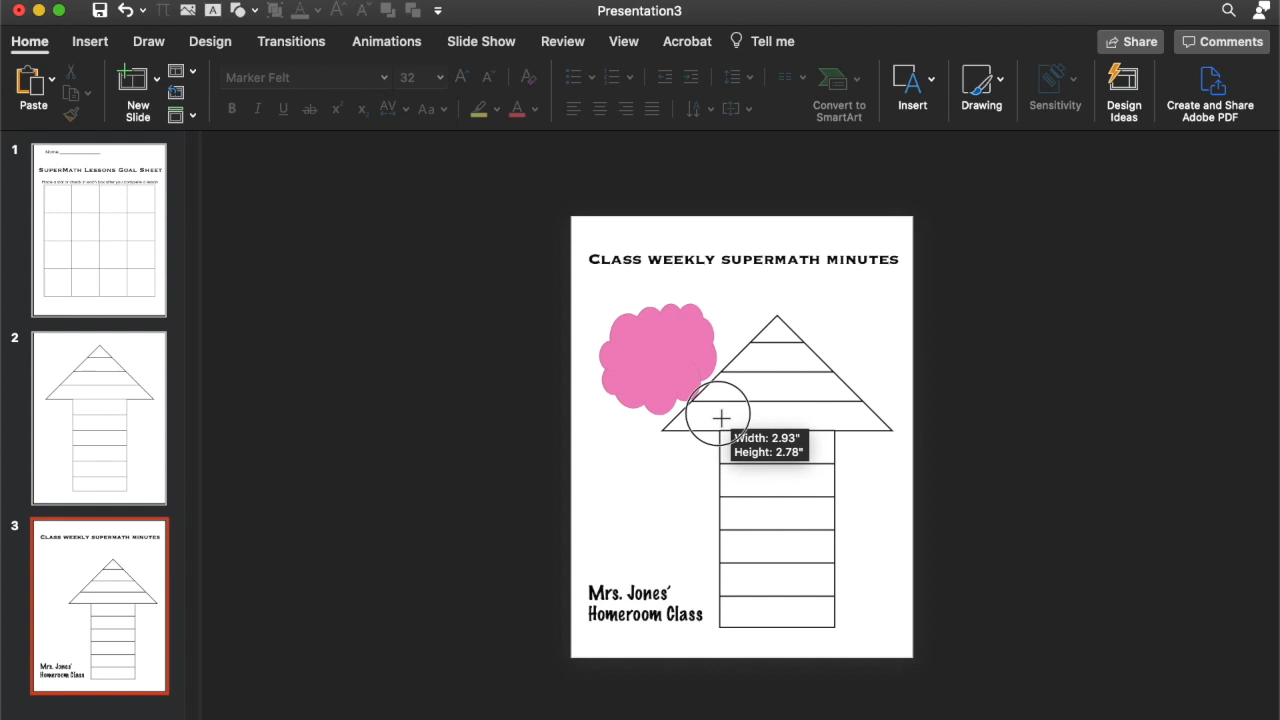 Presentation3
Home Insert Draw Design Transitions Animations Slide Show Review View Acrobat Tell me Share Comments
Marker Felt 32
Paste New Slide Convert to SmartArt Insert Drawing Sensitivity Design Ideas Create and Share Adobe PDF
1
Name:
SuperMath Lessons Goal Sheet
2
3
Class weekly supermath minutes
Mrs. Jones'
Homeroom Class
Class weekly supermath minutes
Width: 2.93"
Height: 2.78"
Mrs. Jones'
Homeroom Class